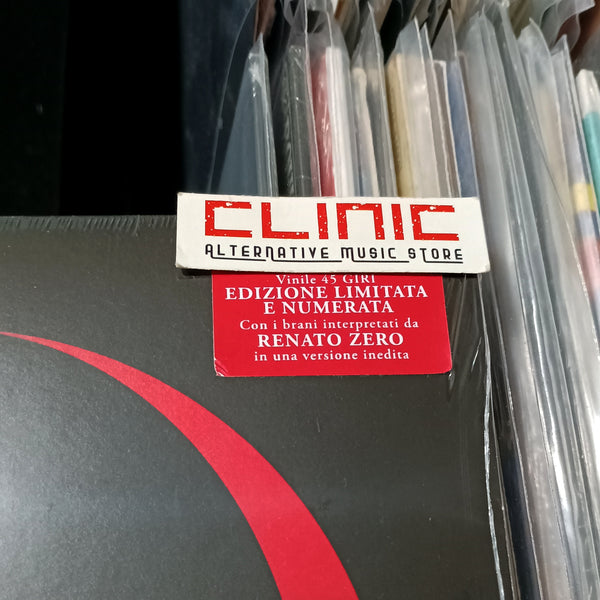 CLINIC
ALTERNATIVE MUSIC STORE
Vinile 45 GIRI
EDIZIONE LIMITATA
E NUMERATA
Con i brani interpretati da
RENATO ZERO
in una versione inedita